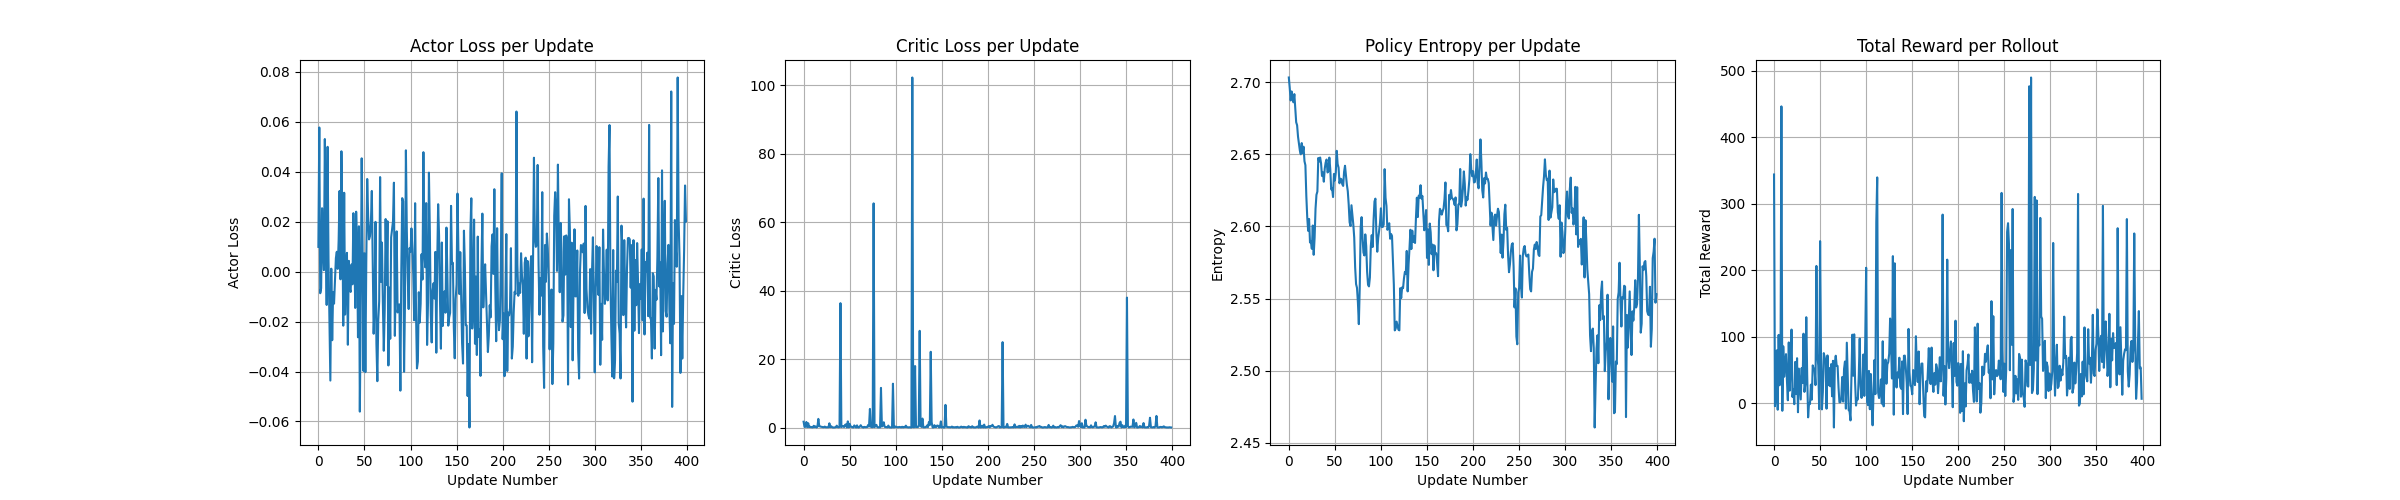 Actor Loss per Update
Actor Loss
0.08
0.06
0.04
0.02
0.00
−0.02
−0.04
−0.06
0 50 100 150 200 250 300 350 400
Update Number
Critic Loss per Update
Critic Loss
100
80
60
40
20
0
0 50 100 150 200 250 300 350 400
Update Number
Policy Entropy per Update
Entropy
2.70
2.65
2.60
2.55
2.50
2.45
0 50 100 150 200 250 300 350 400
Update Number
Total Reward per Rollout
Total Reward
500
400
300
200
100
0
0 50 100 150 200 250 300 350 400
Update Number